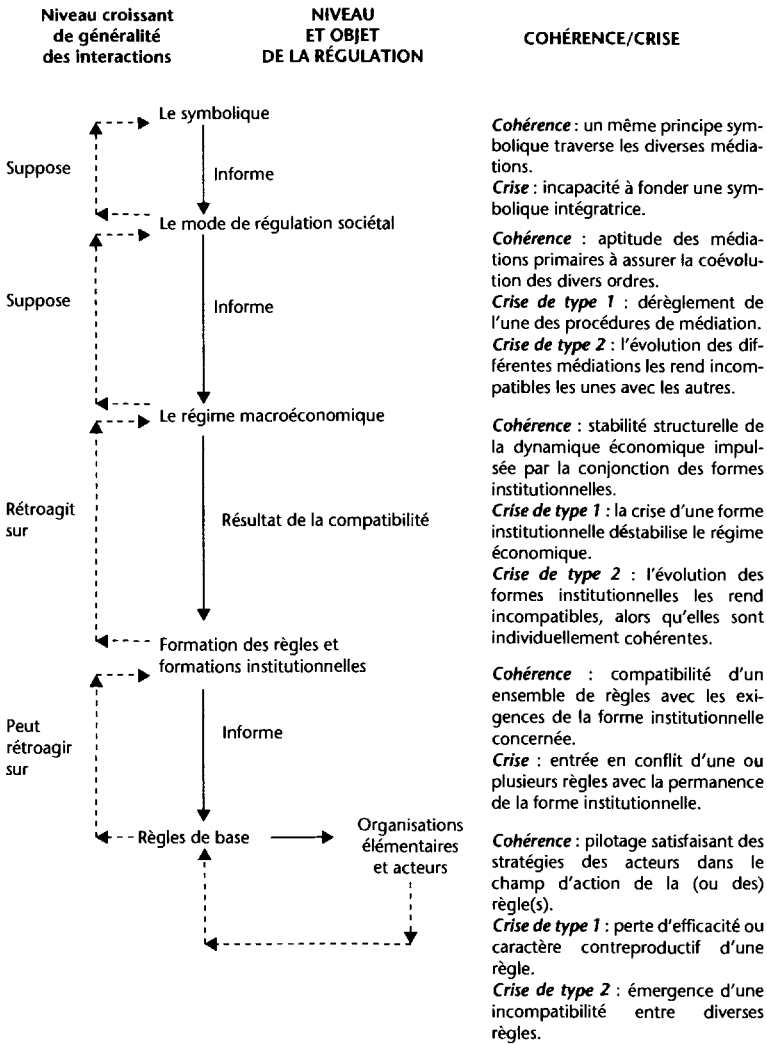 Niveau croissant
de généralité
des interactions
NIVEAU
ET OBJET
DE LA RÉGULATION
COHÉRENCE/CRISE
Le symbolique
Suppose
Informe
Cohérence : un même principe sym-
bolique traverse les diverses média-
tions.
Crise : incapacité à fonder une sym-
bolique intégratrice.
Le mode de régulation sociétal
Suppose
Informe
Cohérence : aptitude des média-
tions primaires à assurer la coévolu-
tion des divers ordres.
Crise de type 1 : dérèglement de
l'une des procédures de médiation.
Crise de type 2 : l'évolution des dif-
férentes médiations les rend incom-
patibles les unes avec les autres.
Le régime macroéconomique
Rétroagit
sur
Résultat de la compatibilité
Cohérence : stabilité structurelle de
la dynamique économique impul-
sée par la conjonction des formes
institutionnelles.
Crise de type 1 : la crise d'une forme
institutionnelle déstabilise le régime
économique.
Crise de type 2 : l'évolution des
formes institutionnelles les rend
incompatibles, alors qu'elles sont
individuellement cohérentes.
Formation des règles et
formations institutionnelles
Peut
rétroagir
sur
Informe
Cohérence : compatibilité d'un
ensemble de règles avec les exi-
gences de la forme institutionnelle
concernée.
Crise : entrée en conflit d'une ou
plusieurs règles avec la permanence
de la forme institutionnelle.
Règles de base
Organisations
élémentaires
et acteurs
Cohérence : pilotage satisfaisant des
stratégies des acteurs dans le
champ d'action de la (ou des)
règle(s).
Crise de type 1 : perte d'efficacité ou
caractère contreproductif d'une
règle.
Crise de type 2 : émergence d'une
incompatibilité entre diverses
règles.